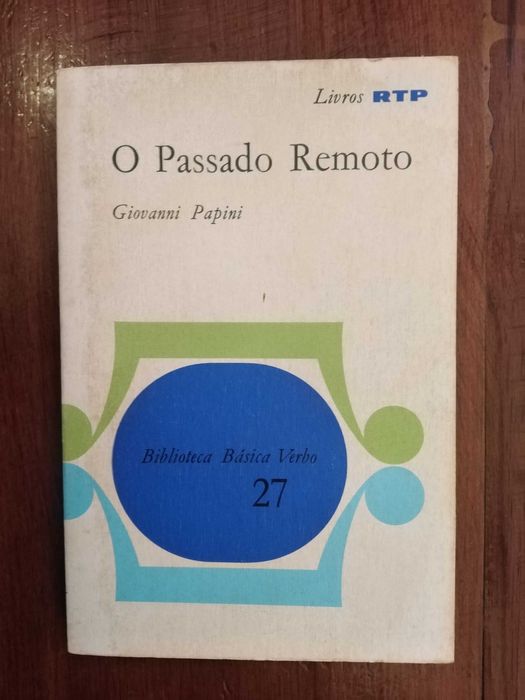 Livros RTP
O Passado Remoto
Giovanni Papini
Biblioteca Básica Verbo
27